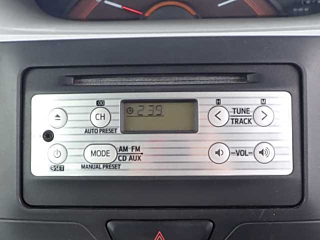 H M
CH 2:39 TUNE
TRACK
AUTO PRESET
MODE AM·FM
CD AUX
VOL
MANUAL PRESET